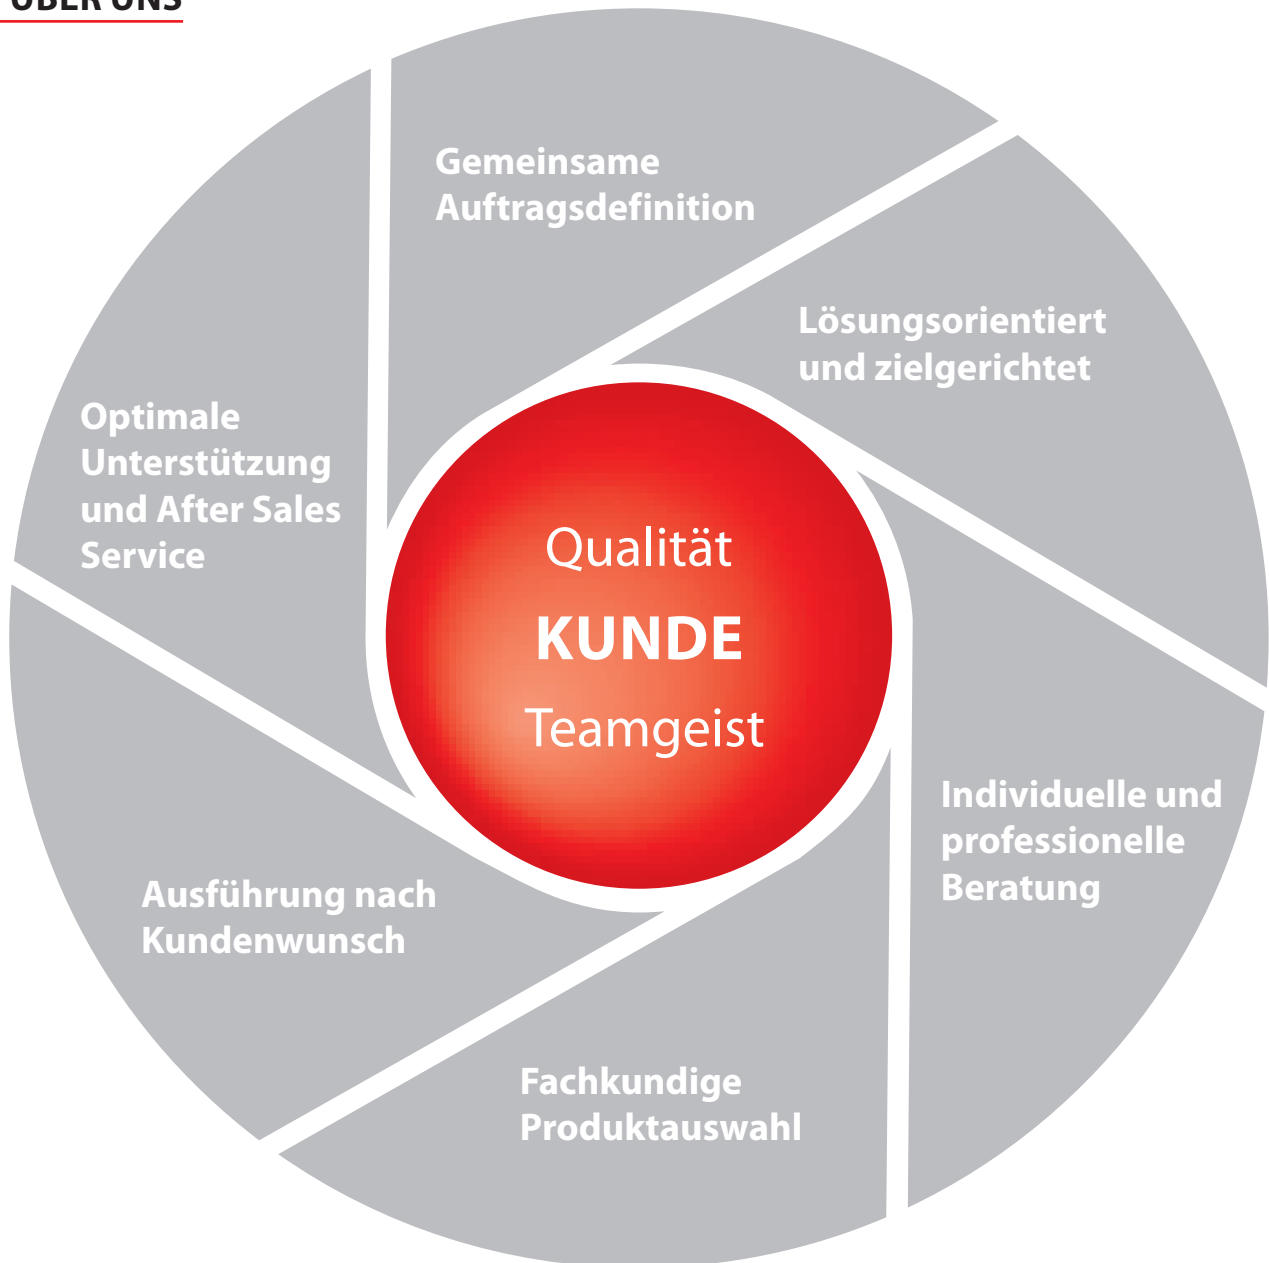 ÜBER UNS
Gemeinsame
Auftragsdefinition
Lösungsorientiert
und zielgerichtet
Optimale
Unterstützung
und After Sales
Service
Qualität
KUNDE
Teamgeist
Individuelle und
professionelle
Beratung
Ausführung nach
Kundenwunsch
Fachkundige
Produktauswahl